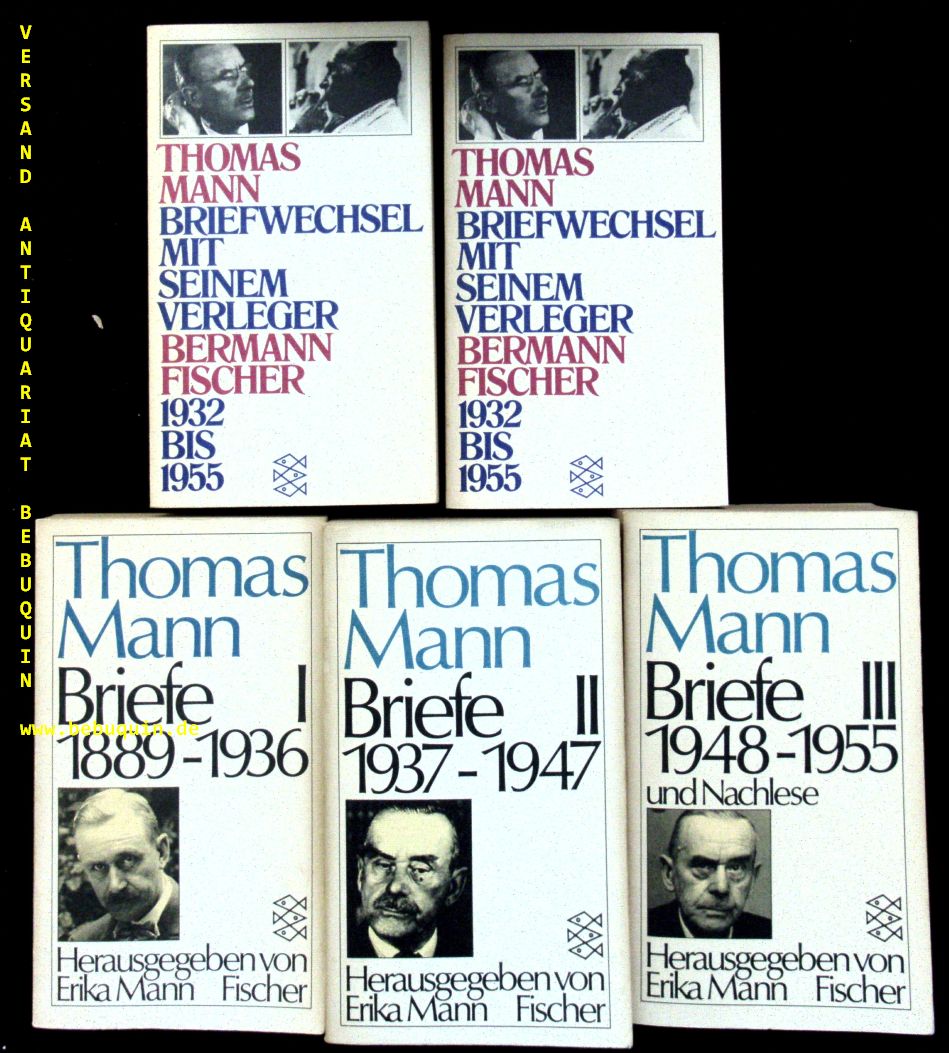 VERSAND ANTIQUARIAT BEBUQUIN
www.bebuquin.de
THOMAS
MANN
BRIEFWECHSEL
MIT
SEINEM
VERLEGER
BERMANN
FISCHER
1932
BIS
1955
THOMAS
MANN
BRIEFWECHSEL
MIT
SEINEM
VERLEGER
BERMANN
FISCHER
1932
BIS
1955
Thomas
Mann
Briefe I
1889-1936
Herausgegeben von
Erika Mann Fischer
Thomas
Mann
Briefe II
1937-1947
Herausgegeben von
Erika Mann Fischer
Thomas
Mann
Briefe III
1948-1955
und Nachlese
Herausgegeben von
Erika Mann Fischer